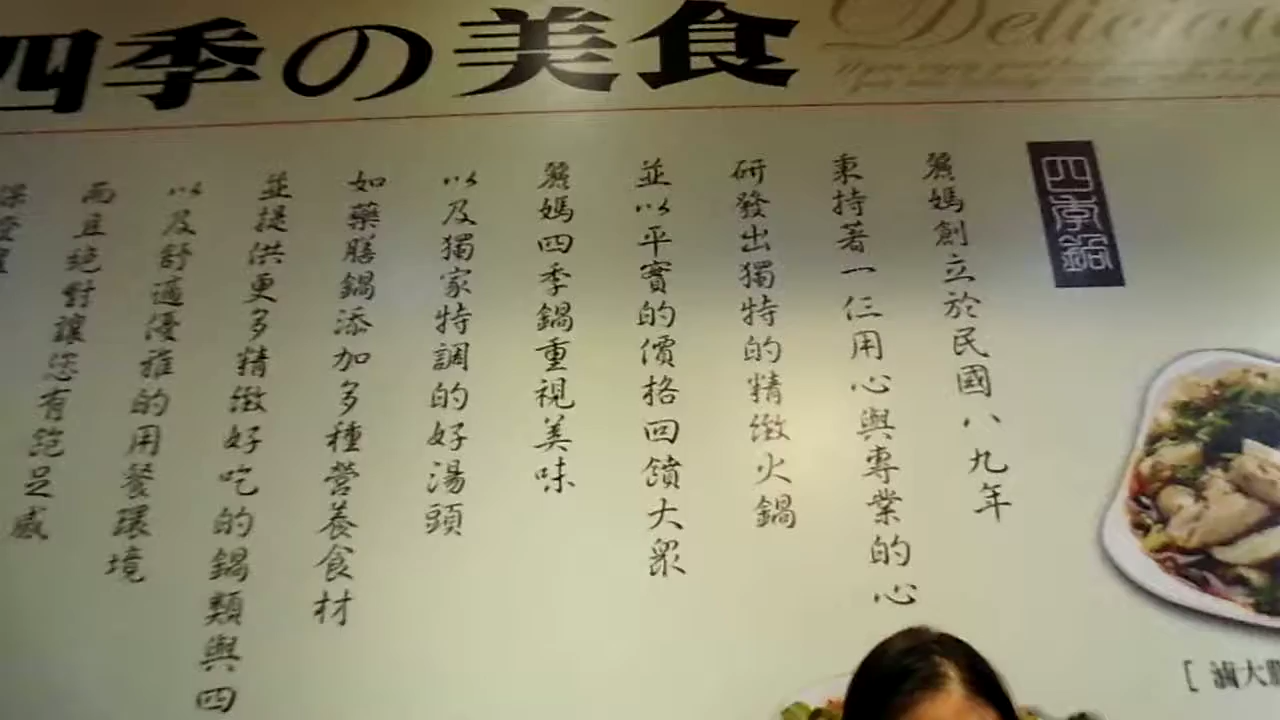 四季の美食
Delicious
四季鍋
鴛媽創立於民國八九年
秉持著一仨用心與專業的心
研發出獨特的精緻火鍋
並以平實的價格回饋大眾
鴛媽四季鍋重視美味
以及獨家特調的好湯頭
如藥膳鍋添加多種營養食材
並提供更多精緻好吃的鍋類與四
以及舒適優雅的用餐環境
而且絕對讓您有飽足感
[ 滷大腸